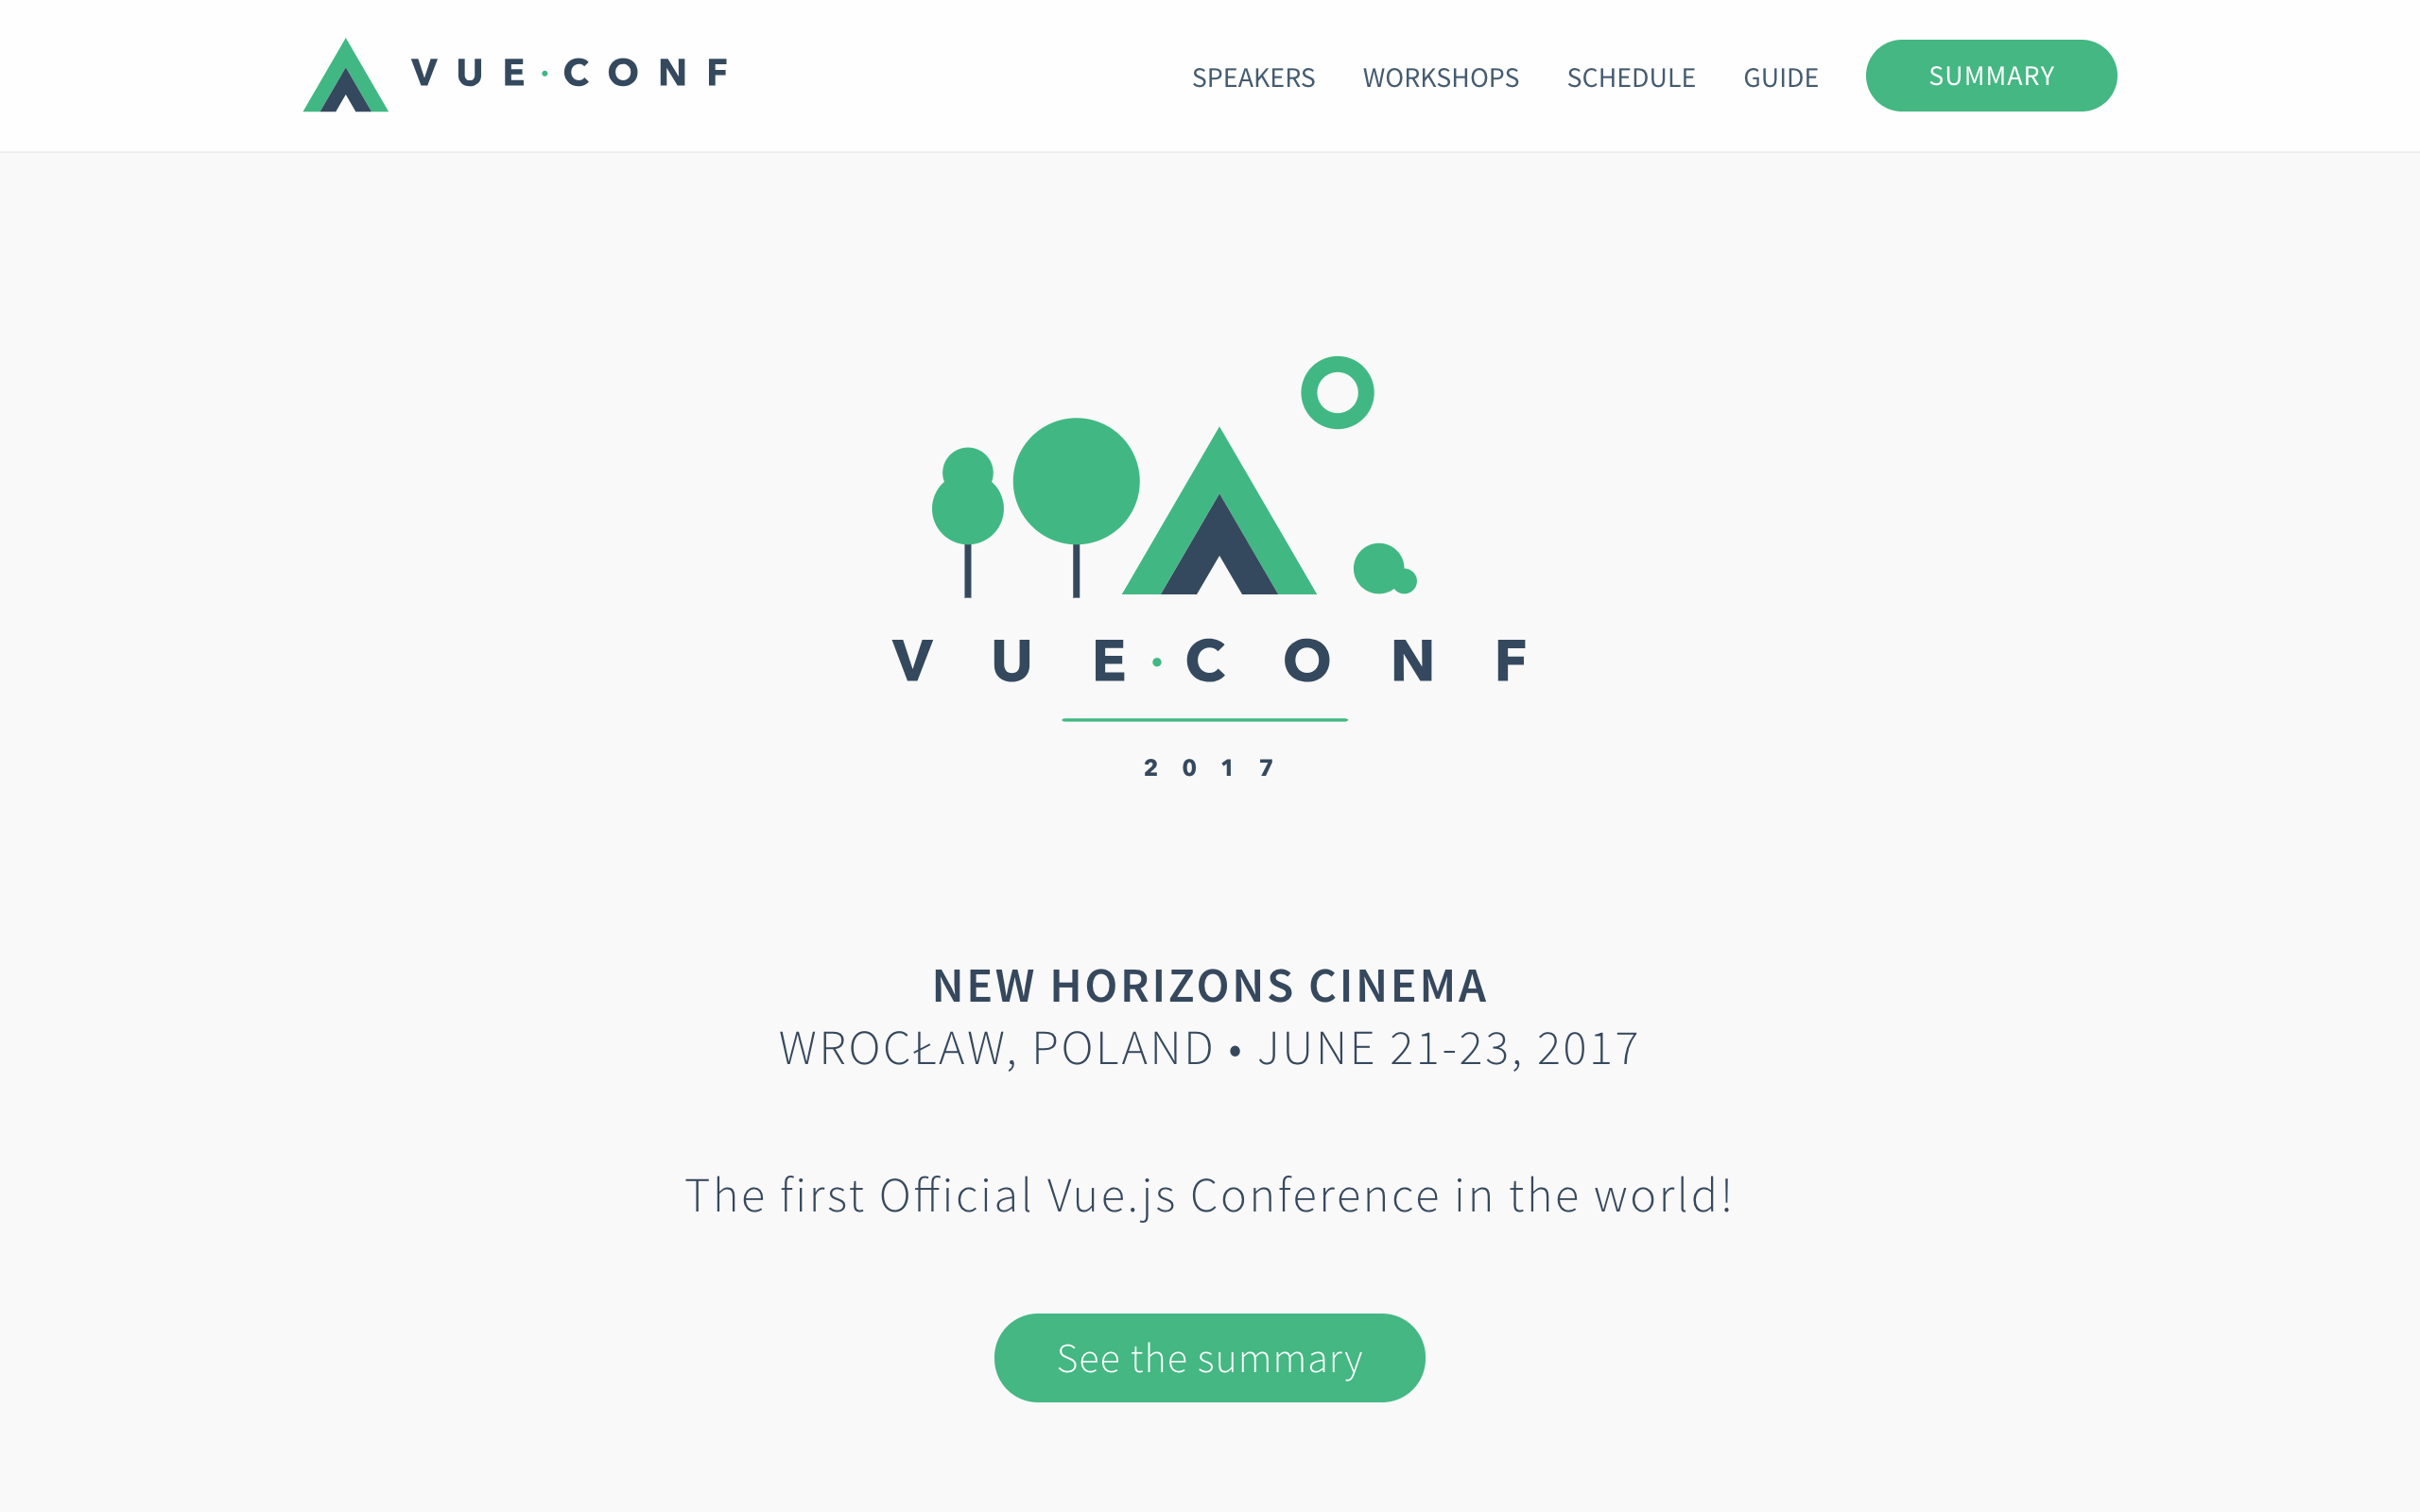 VUE·CONF
SPEAKERS
WORKSHOPS
SCHEDULE
GUIDE
SUMMARY
VUE·CONF
2017
NEW HORIZONS CINEMA
WROCŁAW, POLAND • JUNE 21-23, 2017
The first Official Vue.js Conference in the world!
See the summary